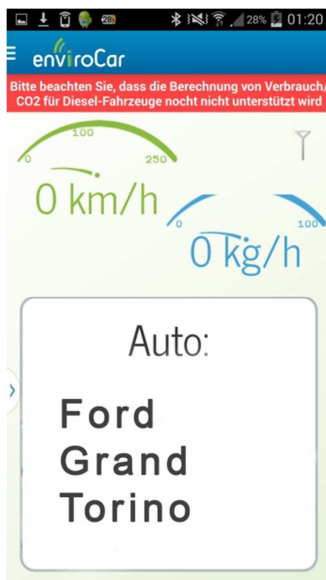 28% 01:20
enviroCar
Bitte beachten Sie, dass die Berechnung von Verbrauch/
CO2 für Diesel-Fahrzeuge nocht nicht unterstützt wird
100
0 250
0 km/h
0 100
0 kg/h
Auto:
Ford
Grand
Torino